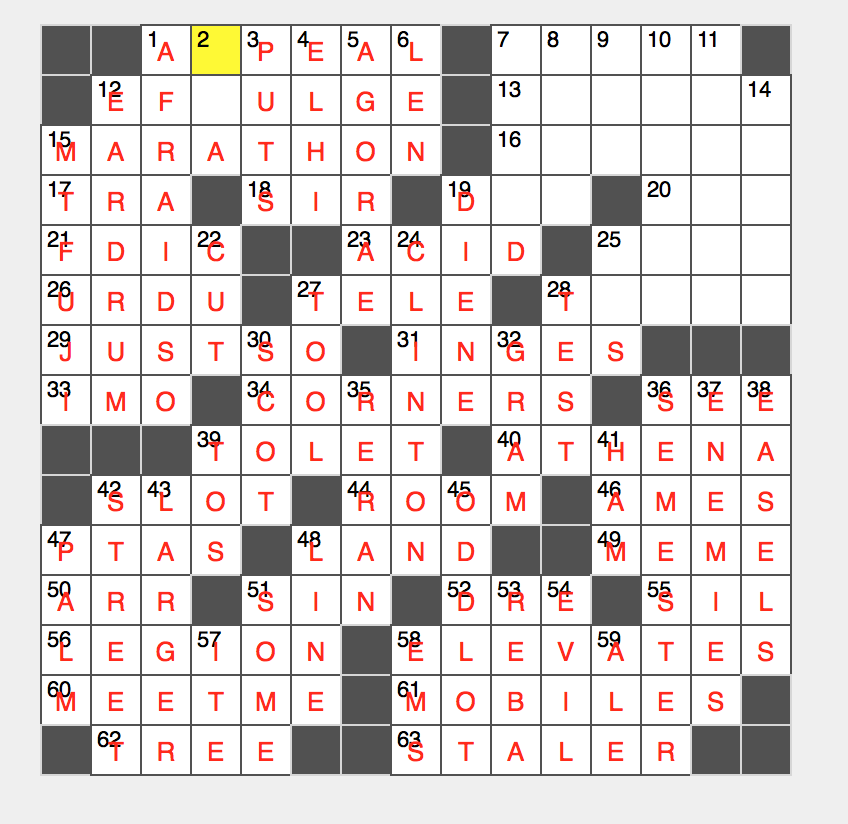 1 A 2 3 P 4 E 5 A 6 L 7 8 9 10 11
12 E F U L G E 13 14
15 M A R A T H O N 16
17 T R A 18 S I R 19 D 20
21 F D I 22 C 23 A 24 C I D 25
26 U R D U 27 T E L E 28 T
29 J U S T 30 S O 31 I N 32 G E S
33 I M O 34 C O 35 R N E R S 36 S 37 E 38 E
39 T O L E T 40 A T 41 H E N A
42 S 43 L O T 44 R O 45 O M 46 A M E S
47 P T A S 48 L A N D 49 M E M E
50 A R R 51 S I N 52 D 53 R 54 E 55 S I L
56 L E G 57 I O N 58 E L E V 59 A T E S
60 M E E T M E 61 M O B I L E S
62 T R E E 63 S T A L E R